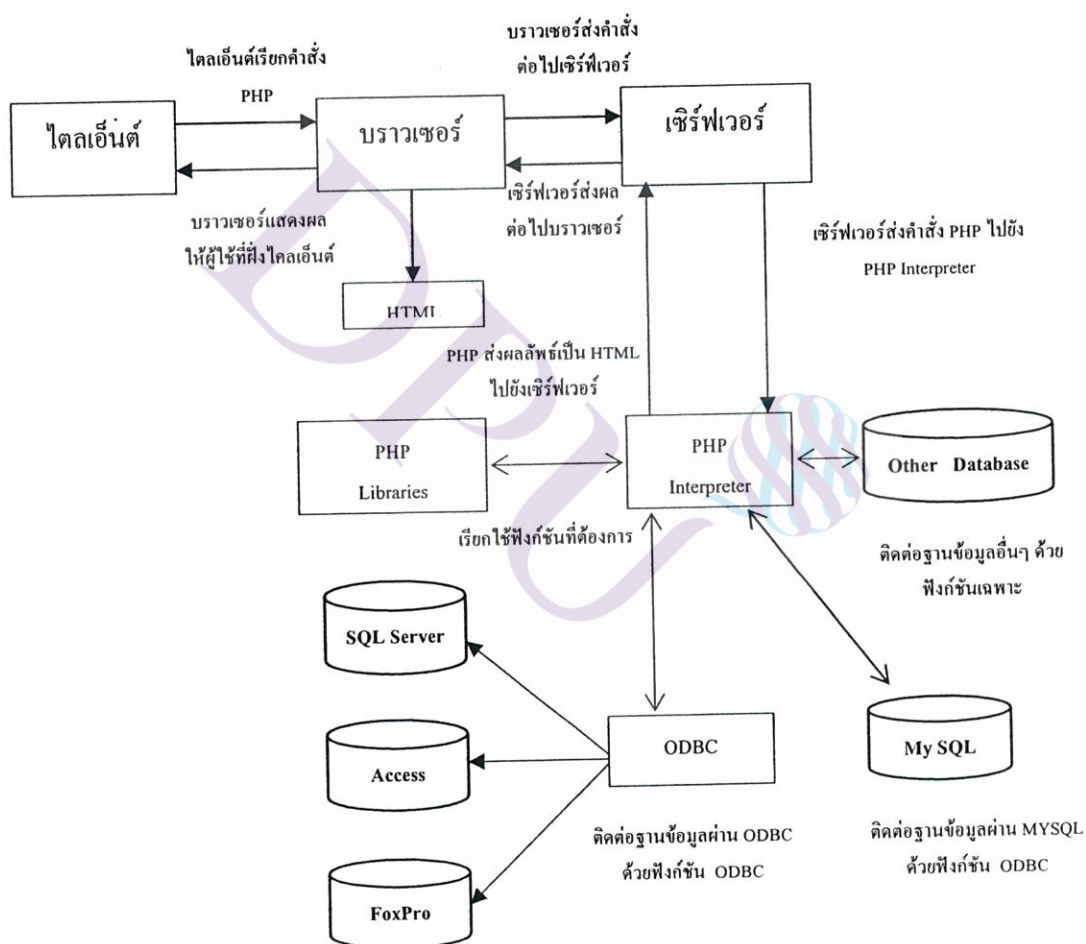 ไตลเอ็นต์เรียกคำสั่ง
PHP
บราวเซอร์ส่งคำสั่ง
ต่อไปเซิร์ฟเวอร์
ไตลเอ็นต์
บราวเซอร์
เซิร์ฟเวอร์
บราวเซอร์แสดงผล
ให้ผู้ใช้ที่ฝั่งไคลเอ็นต์
เซิร์ฟเวอร์ส่งผล
ต่อไปบราวเซอร์
เซิร์ฟเวอร์ส่งคำสั่ง PHP ไปยัง
PHP Interpreter
HTML
PHP ส่งผลลัพธ์เป็น HTML
ไปยังเซิร์ฟเวอร์
PHP
Libraries
PHP
Interpreter
Other Database
เรียกใช้ฟังก์ชันที่ต้องการ
ติดต่อฐานข้อมูลอื่นๆ ด้วย
ฟังก์ชันเฉพาะ
SQL Server
Access
FoxPro
ODBC
My SQL
ติดต่อฐานข้อมูลผ่าน ODBC
ด้วยฟังก์ชัน ODBC
ติดต่อฐานข้อมูลผ่าน MYSQL
ด้วยฟังก์ชัน ODBC
DPU